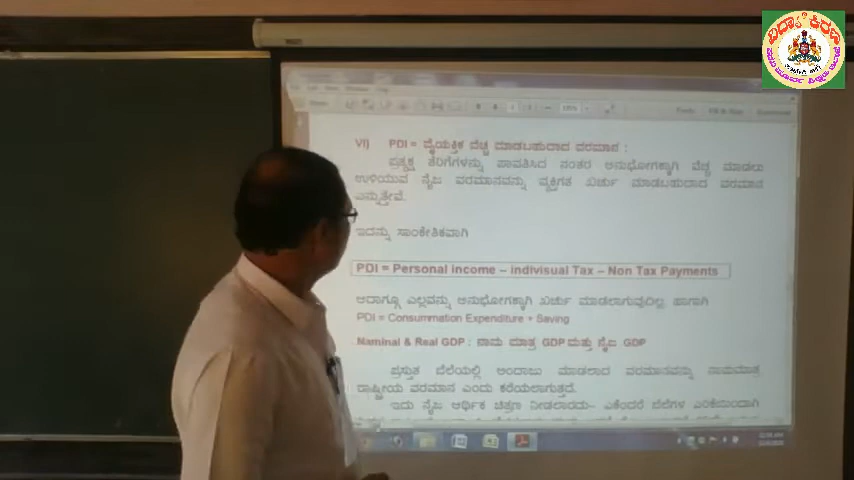 ವಿದ್ಯಾ ಕಿರಣ
VI) PDI = ವೈಯಕ್ತಿಕ ವೆಚ್ಚ ಮಾಡಬಹುದಾದ ವರಮಾನ :
ಪ್ರತ್ಯಕ್ಷ ತೆರಿಗೆಗಳನ್ನು ಪಾವತಿಸಿದ ನಂತರ ಅನುಭೋಗಕ್ಕಾಗಿ ವೆಚ್ಚ ಮಾಡಲು
ಉಳಿಯುವ ನೈಜ ವರಮಾನವನ್ನು ವ್ಯಕ್ತಿಗತ ಖರ್ಚು ಮಾಡಬಹುದಾದ ವರಮಾನ
ಎನ್ನುತ್ತೇವೆ.
ಇದನ್ನು ಸಾಂಕೇತಿಕವಾಗಿ
PDI = Personal income – indivisual Tax – Non Tax Payments
ಆದಾಗ್ಯೂ ಎಲ್ಲವನ್ನು ಅನುಭೋಗಕ್ಕಾಗಿ ಖರ್ಚು ಮಾಡಲಾಗುವುದಿಲ್ಲ ಹಾಗಾಗಿ
PDI = Consummation Expenditure + Saving
Naminal & Real GDP : ನಾಮ ಮಾತ್ರ GDP ಮತ್ತು ನೈಜ GDP
ಪ್ರಸ್ತುತ ಬೆಲೆಯಲ್ಲಿ ಅಂದಾಜು ಮಾಡಲಾದ ವರಮಾನವನ್ನು ನಾಮಮಾತ್ರ
ರಾಷ್ಟ್ರೀಯ ವರಮಾನ ಎಂದು ಕರೆಯಲಾಗುತ್ತದೆ.
ಇದು ನೈಜ ಆರ್ಥಿಕ ಚಿತ್ರಣ ನೀಡಲಾರದು– ಏಕೆಂದರೆ ಬೆಲೆಗಳ ಏರಿಕೆಯಿಂದಾಗಿ